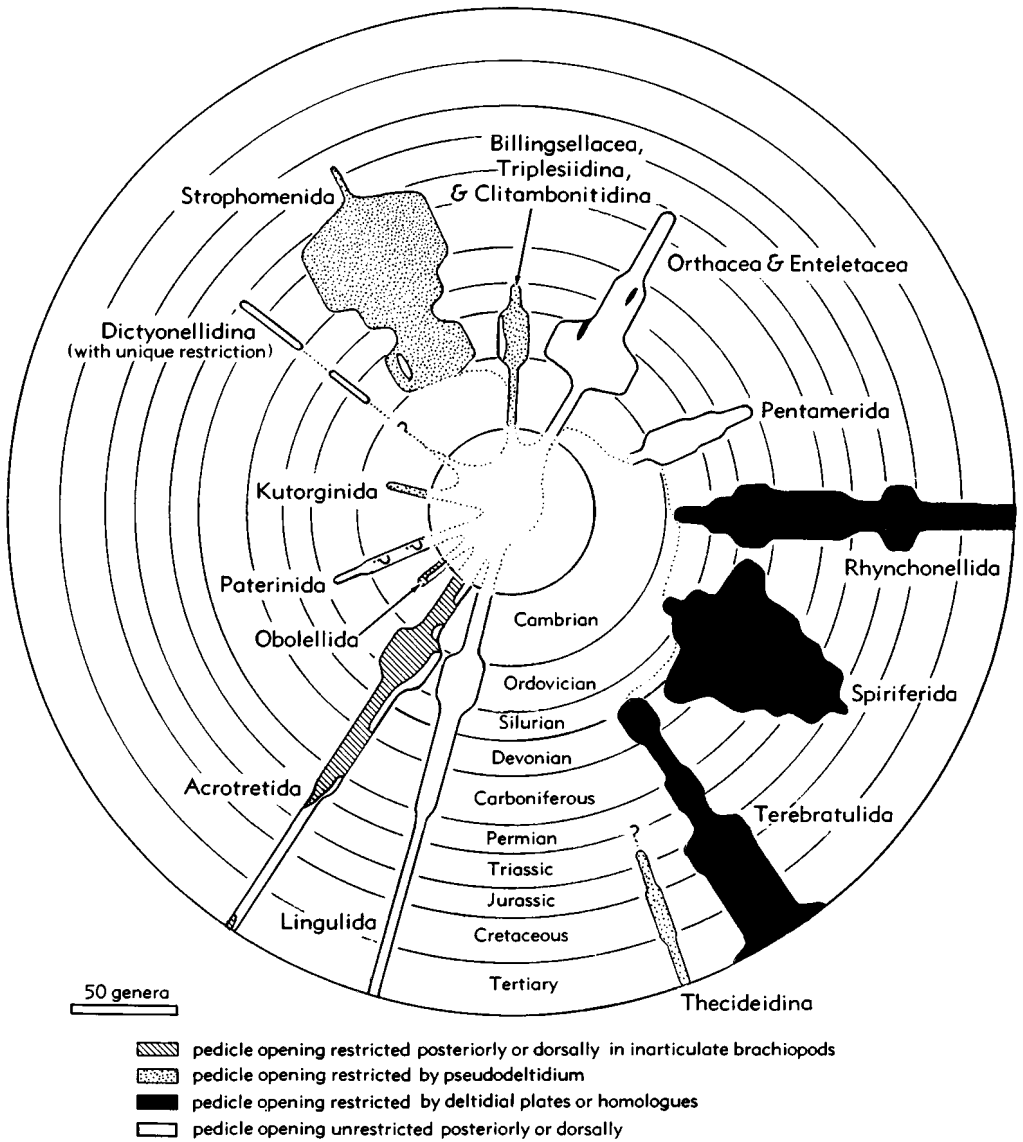 Billingsellacea,
Triplesiidina,
& Clitambonitidina
Strophomenida
Orthacea & Enteletacea
Dictyonellidina
(with unique restriction)
Pentamerida
?
Kutorginida
Rhynchonellida
Paterinida
Obolellida
Cambrian
Ordovician
Spiriferida
Silurian
Devonian
Acrotretida
Carboniferous
Terebratulida
Permian
?
Triassic
Jurassic
Lingulida
Cretaceous
Tertiary
Thecideidina
50 genera
pedicle opening restricted posteriorly or dorsally in inarticulate brachiopods
pedicle opening restricted by pseudodeltidium
pedicle opening restricted by deltidial plates or homologues
pedicle opening unrestricted posteriorly or dorsally